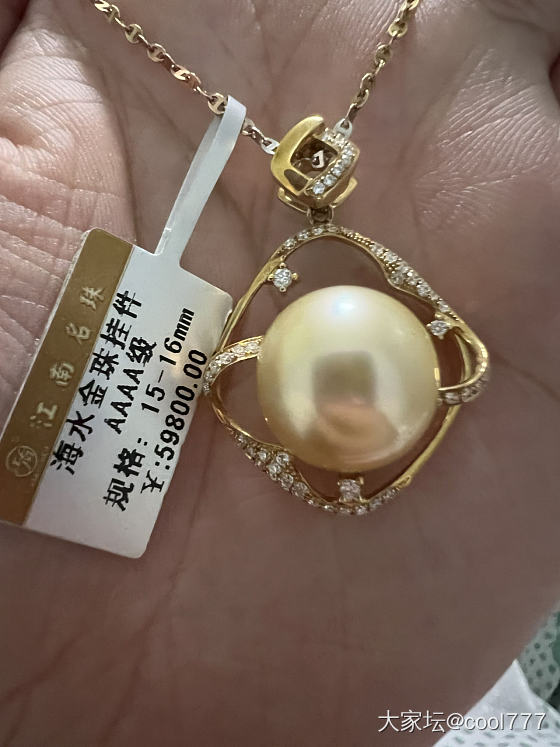 江南名珠
海水金珠挂件
AAAA级
规格：15-16mm
￥:59800.00
大家坛@cool777